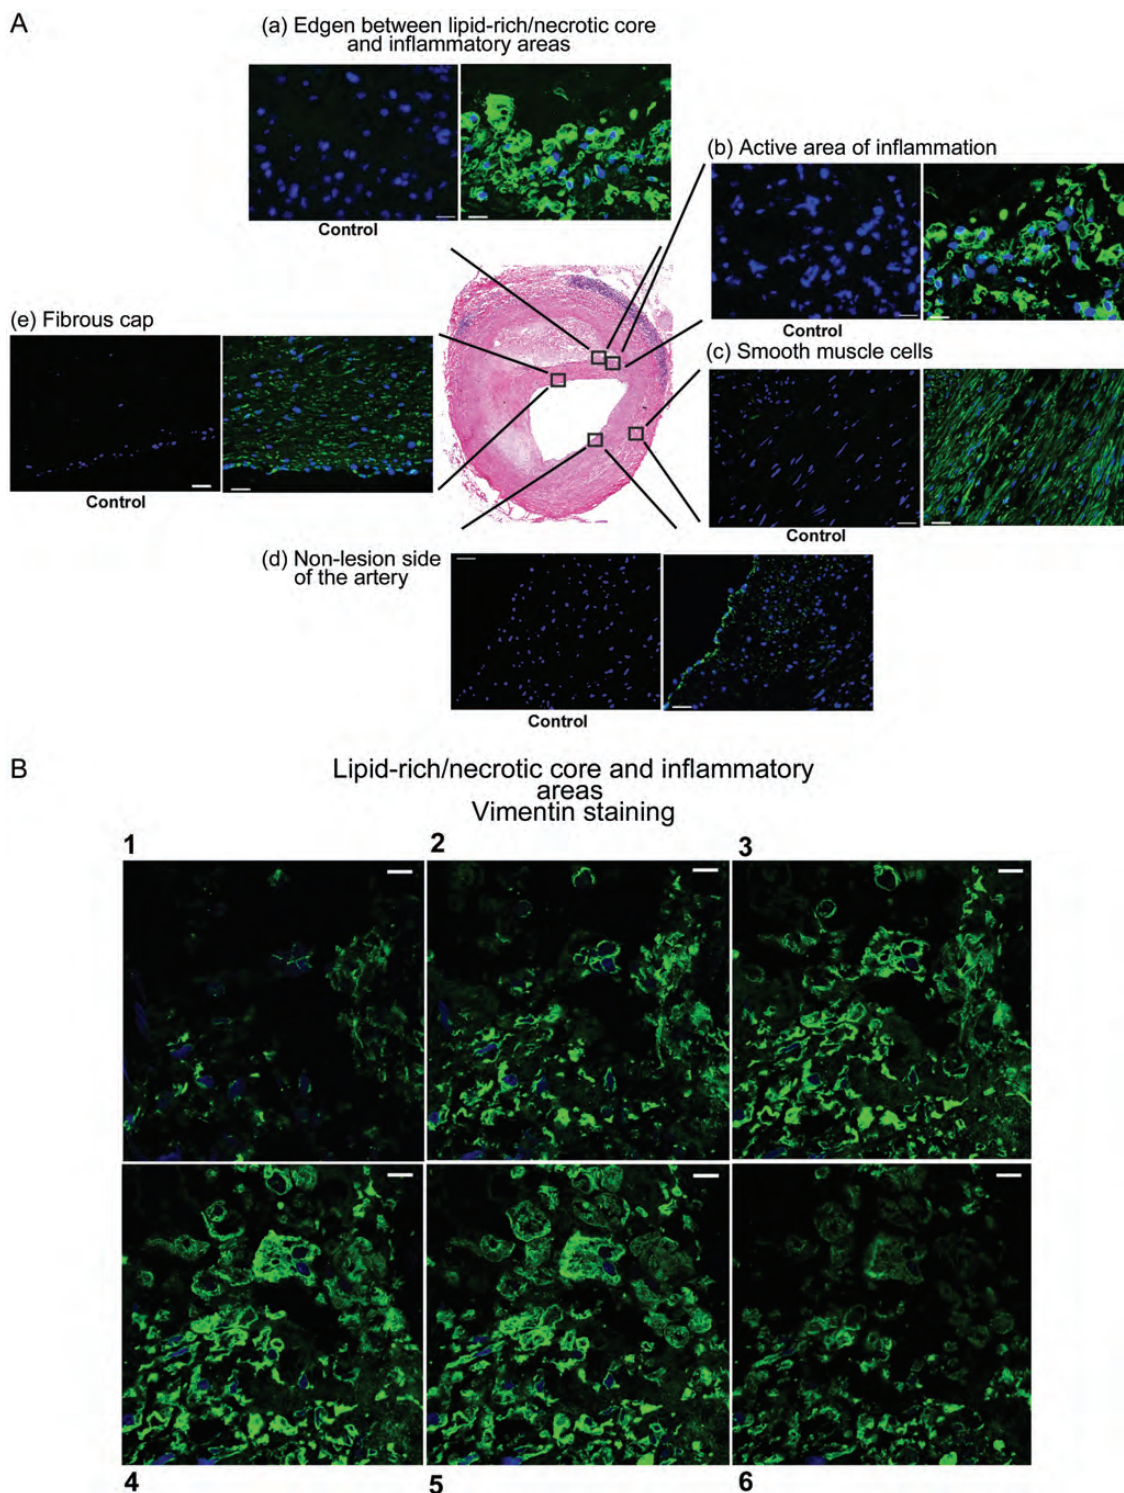 A
(a) Edgen between lipid-rich/necrotic core
and inflammatory areas
Control
(b) Active area of inflammation
Control
(e) Fibrous cap
Control
(c) Smooth muscle cells
Control
(d) Non-lesion side
of the artery
Control
B
Lipid-rich/necrotic core and inflammatory
areas
Vimentin staining
1
2
3
4
5
6